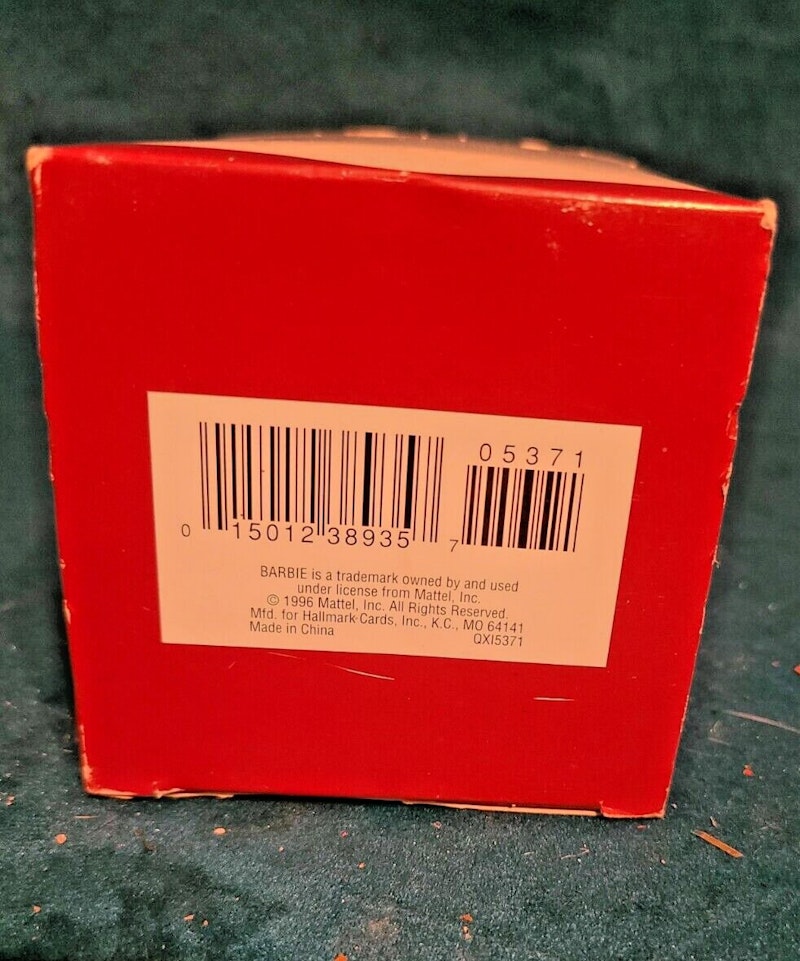 05371
0 15012 38935 7
BARBIE is a trademark owned by and used
under license from Mattel, Inc.
© 1996 Mattel, Inc. All Rights Reserved.
Mfd. for Hallmark Cards, Inc., K.C., MO 64141
Made in China QXI5371